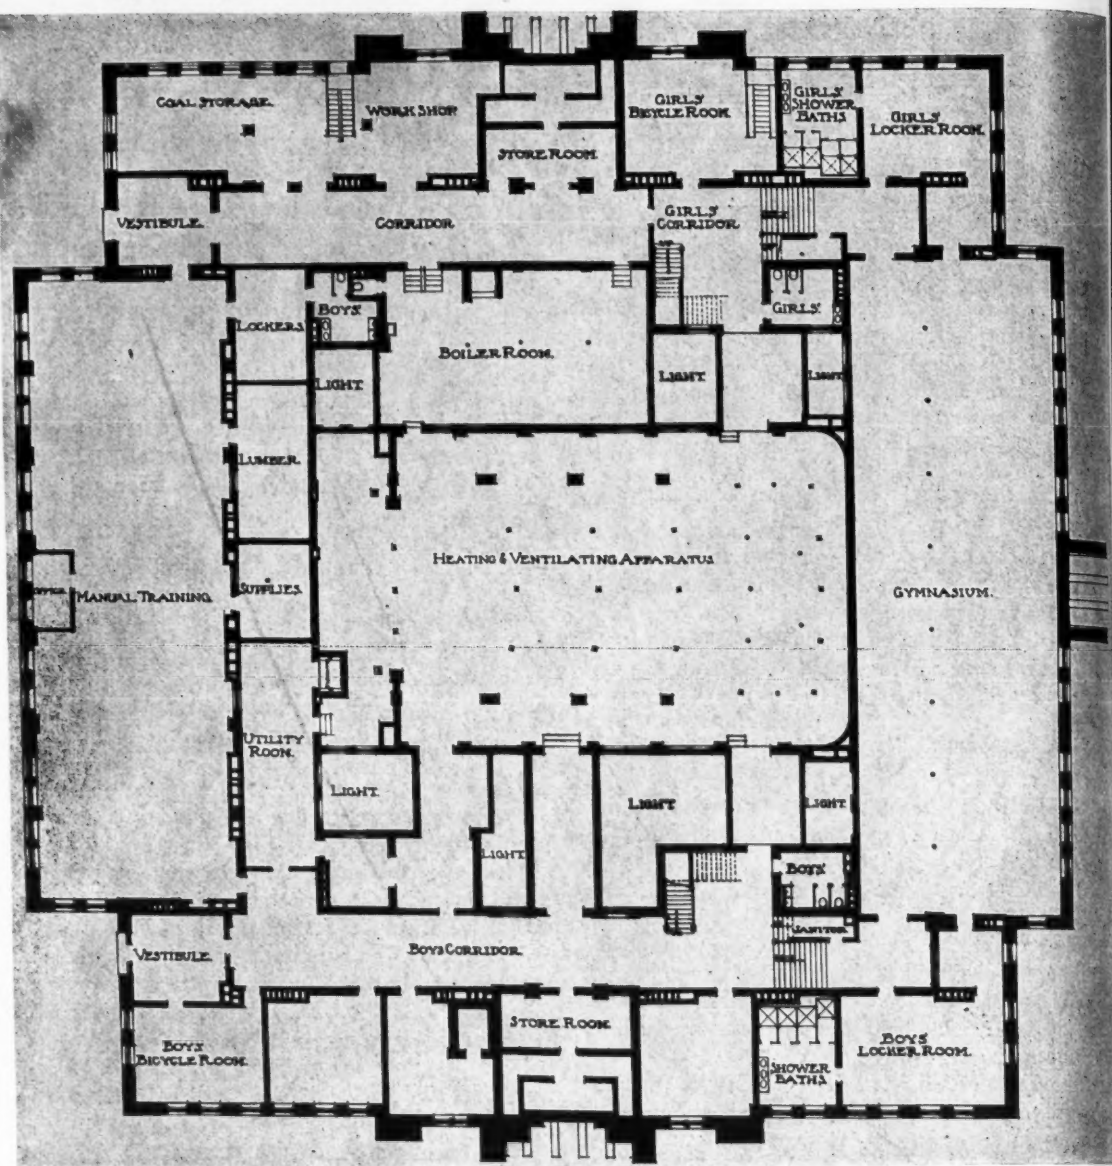 COAL STORAGE.
WORK SHOP
GIRLS'
BICYCLE ROOM
GIRLS'
SHOWER
BATHS
GIRLS'
LOCKER ROOM.
STORE ROOM
VESTIBULE.
CORRIDOR
GIRLS'
CORRIDOR
UP
LOCKERS
BOYS'
GIRLS'
BOILER ROOM.
LIGHT.
LIGHT.
LIGHT
LUMBER.
HEATING & VENTILATING APPARATUS
OFFICE
MANUAL TRAINING.
SUPPLIES.
GYMNASIUM.
UTILITY
ROOM.
LIGHT.
LIGHT
LIGHT
LIGHT
BOYS'
JANITOR
VESTIBULE.
BOYS CORRIDOR
STORE ROOM.
BOYS'
BICYCLE ROOM.
SHOWER
BATHS.
BOYS'
LOCKER ROOM.